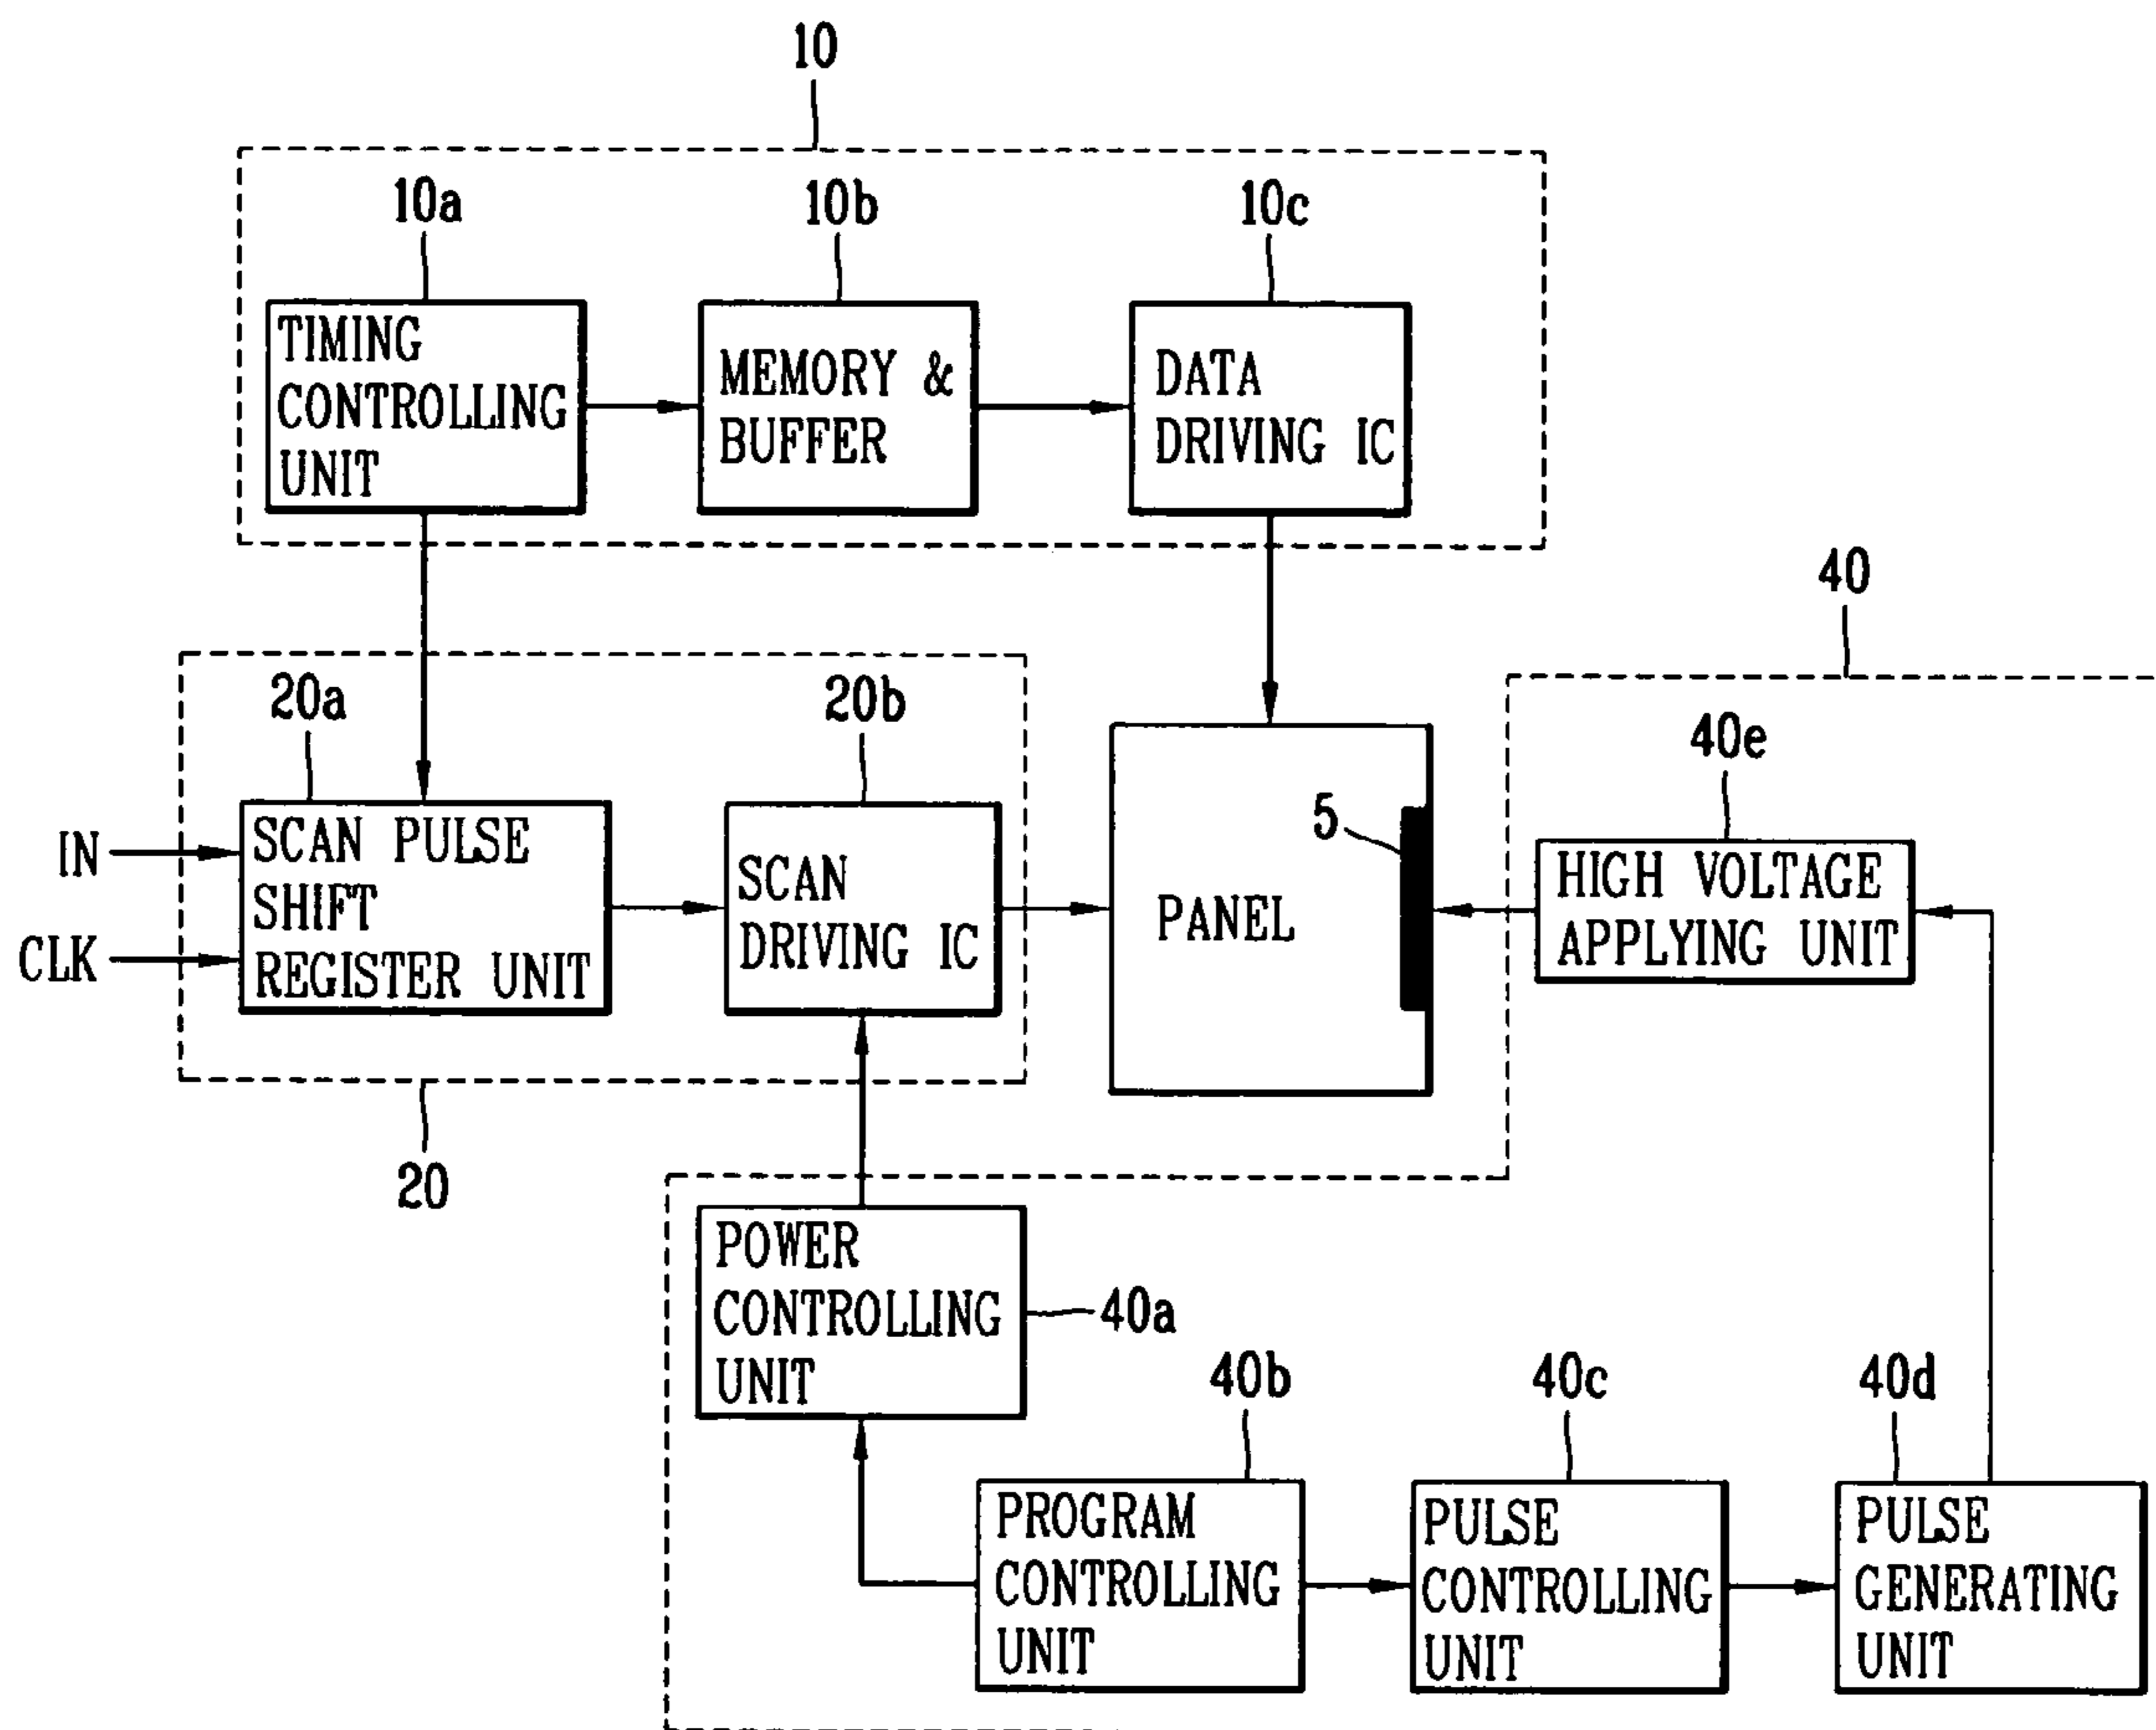 10
10a
10b
10c
TIMING
CONTROLLING
UNIT
MEMORY &
BUFFER
DATA
DRIVING IC
40
20a
20b
40e
5
IN
CLK
SCAN PULSE
SHIFT
REGISTER UNIT
SCAN
DRIVING IC
PANEL
HIGH VOLTAGE
APPLYING UNIT
20
POWER
CONTROLLING
UNIT
40a
40b
40c
40d
PROGRAM
CONTROLLING
UNIT
PULSE
CONTROLLING
UNIT
PULSE
GENERATING
UNIT